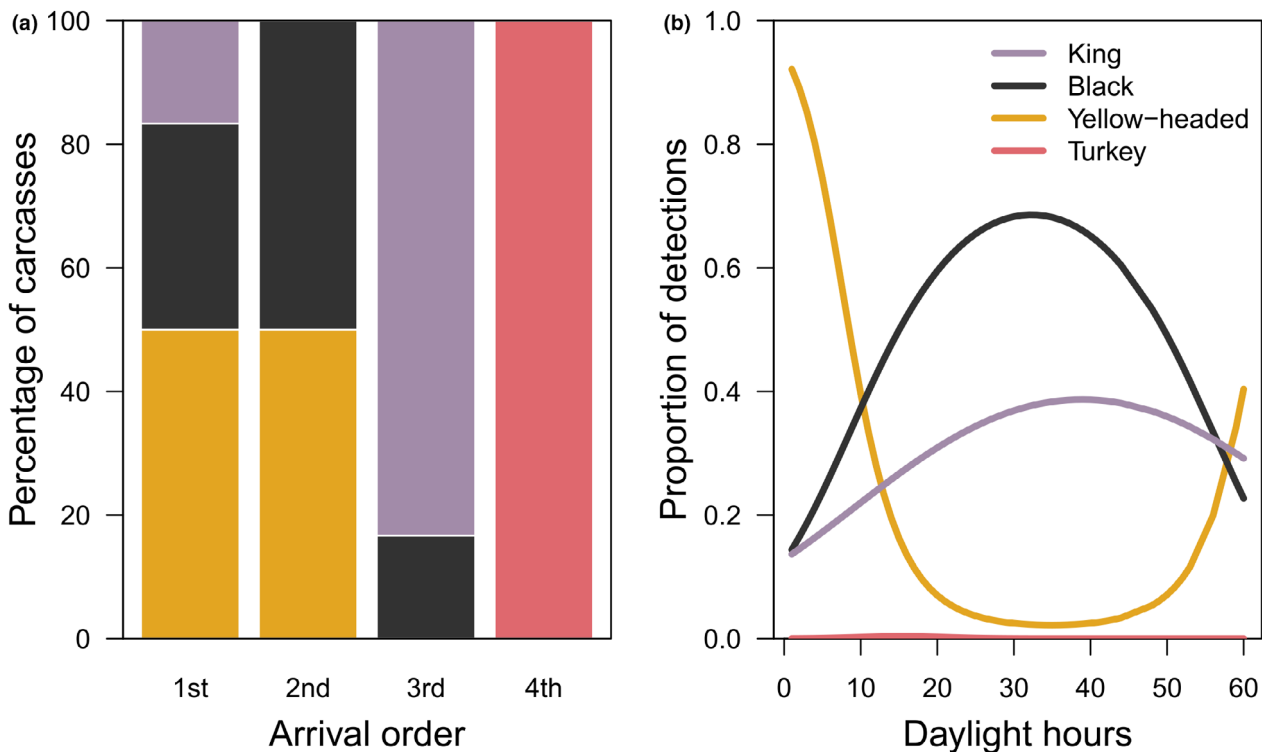 (a)
100
80
60
40
20
0
Percentage of carcasses
1st 2nd 3rd 4th
Arrival order
(b)
1.0
0.8
0.6
0.4
0.2
0.0
Proportion of detections
King
Black
Yellow−headed
Turkey
0 10 20 30 40 50 60
Daylight hours